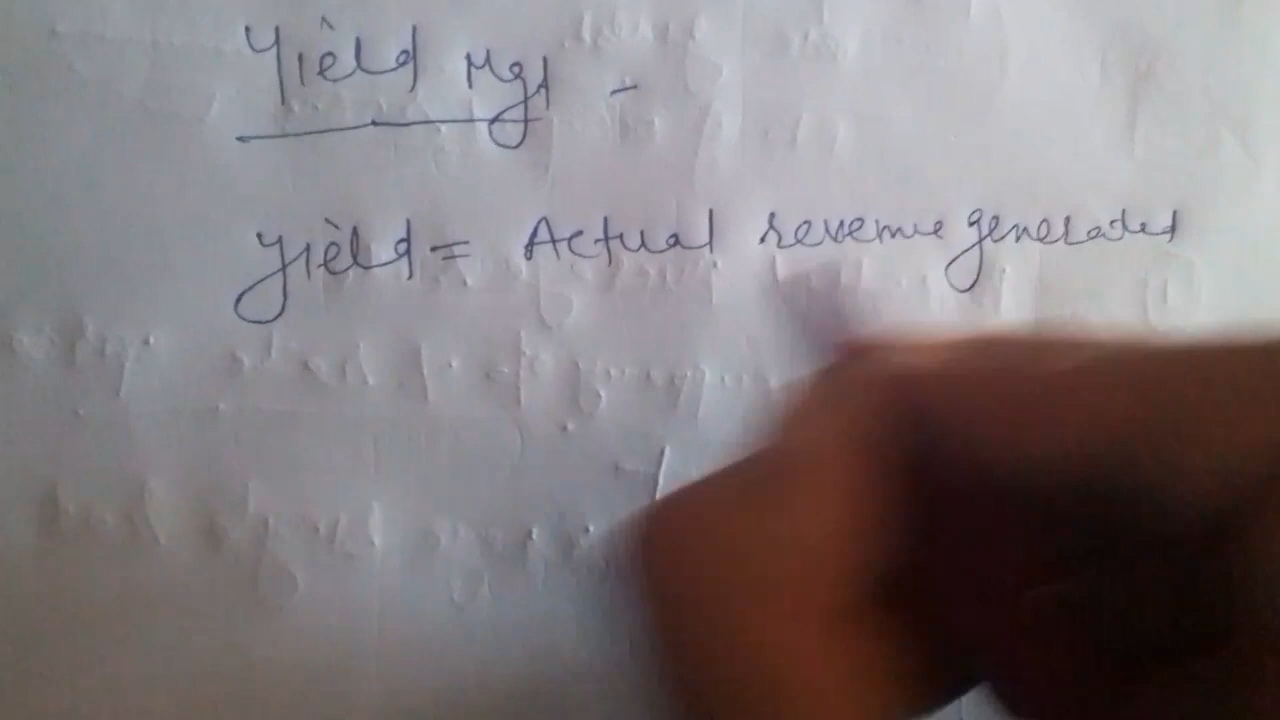 Yield Mgt -
Yield = Actual revenue generated